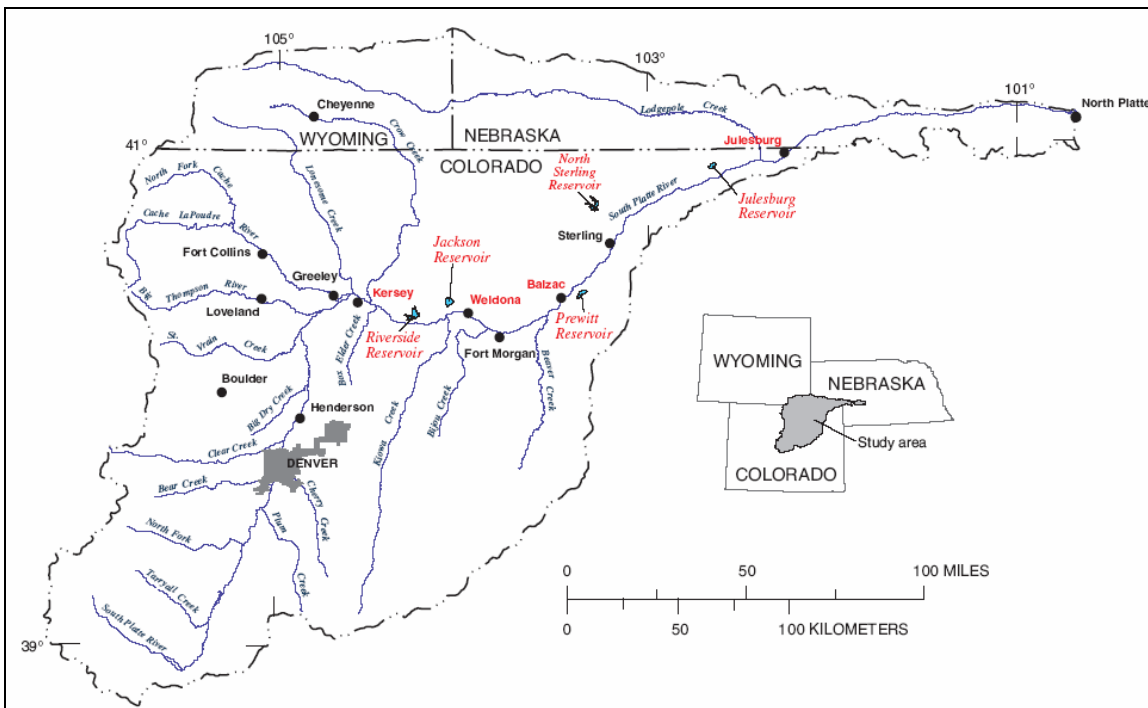 105°
103°
101°
North Platte
Cheyenne
Lodgepole Creek
WYOMING
NEBRASKA
Crow Creek
41°
COLORADO
Julesburg
North Fork Cache
Lonesome Creek
North
Sterling
Reservoir
South Platte River
Julesburg
Reservoir
Cache LaPoudre River
Sterling
Fort Collins
Jackson
Reservoir
Greeley
Big Thompson River
Kersey
Weldona
Balzac
Loveland
Riverside
Reservoir
Prewitt
Reservoir
Fort Morgan
St. Vrain Creek
Box Elder Creek
Boulder
Kiowa Creek
Bijou Creek
Beaver Creek
Big Dry Creek
Henderson
Clear Creek
DENVER
Bear Creek
Cherry Creek
North Fork
Plum Creek
Tarryall Creek
South Platte River
39°
WYOMING
NEBRASKA
Study area
COLORADO
0 50 100 MILES
0 50 100 KILOMETERS